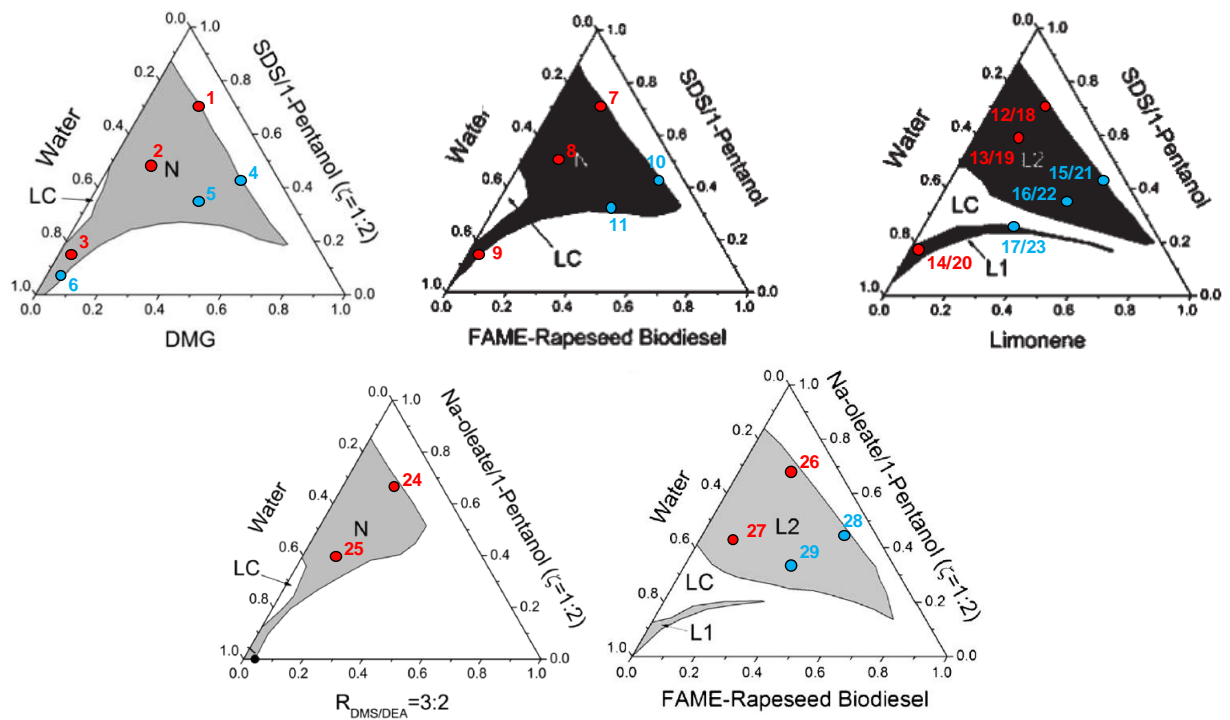 0.0
1.0
0.2
0.8
1
Water
SDS/1-Pentanol (ζ=1:2)
0.4
0.6
2
N
4
0.6
0.4
LC
5
0.8
0.2
3
6
1.0
0.0
0.0 0.2 0.4 0.6 0.8 1.0
DMG
0.0
1.0
0.2
0.8
7
Water
SDS/1-Pentanol
0.4
0.6
8
N
10
0.6
0.4
11
0.8
0.2
LC
9
1.0
0.0
0.0 0.2 0.4 0.6 0.8 1.0
FAME-Rapeseed Biodiesel
0.0
1.0
0.2
0.8
12/18
Water
SDS/1-Pentanol
0.4
0.6
13/19
L2
15/21
0.6
0.4
16/22
LC
0.8
0.2
17/23
14/20
L1
1.0
0.0
0.0 0.2 0.4 0.6 0.8 1.0
Limonene
0.0
1.0
0.2
0.8
24
Water
Na-oleate/1-Pentanol (ζ=1:2)
0.4
0.6
N
25
0.6
0.4
LC
0.8
0.2
1.0
0.0
0.0 0.2 0.4 0.6 0.8 1.0
R DMS/DEA=3:2
0.0
1.0
0.2
0.8
26
Water
Na-oleate/1-Pentanol (ζ=1:2)
0.4
0.6
27
L2
28
29
0.6
0.4
LC
0.8
0.2
L1
1.0
0.0
0.0 0.2 0.4 0.6 0.8 1.0
FAME-Rapeseed Biodiesel